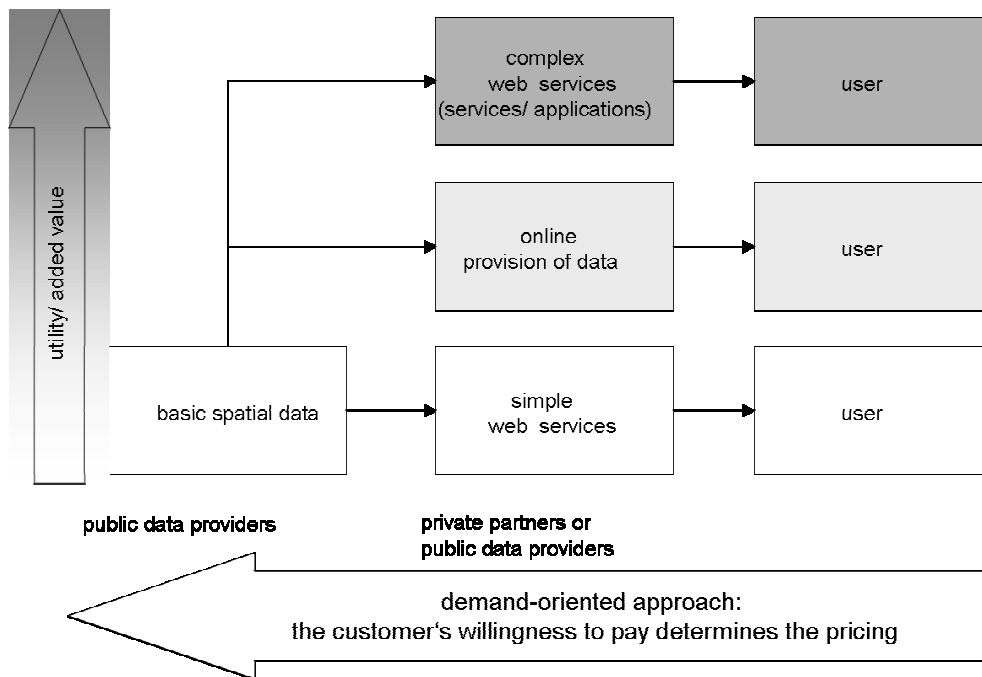 complex
web services
(services/ applications)
user
online
provision of data
user
utility/ added value
basic spatial data
simple
web services
user
public data providers
private partners or
public data providers
demand-oriented approach:
the customer‘s willingness to pay determines the pricing